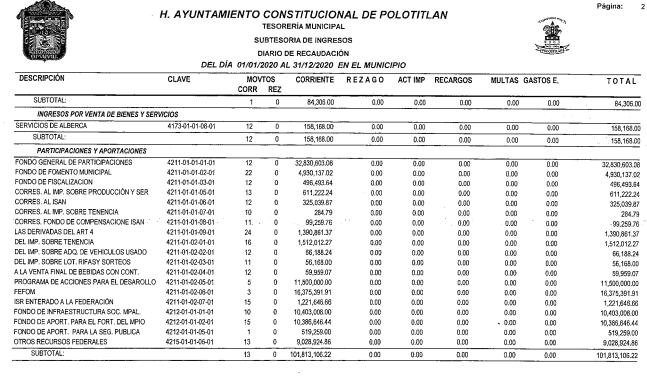 Página: 2
H. AYUNTAMIENTO CONSTITUCIONAL DE POLOTITLAN
TESORERÍA MUNICIPAL
SUBTESORIA DE INGRESOS
DIARIO DE RECAUDACIÓN
DEL DÍA 01/01/2020 AL 31/12/2020 EN EL MUNICIPIO
DESCRIPCIÓN CLAVE MOVTOS CORRIENTE REZAGO ACT IMP RECARGOS MULTAS GASTOS E. TOTAL
CORR REZ
SUBTOTAL: 1 0 84,306.00 0.00 0.00 0.00 0.00 0.00 84,306.00
INGRESOS POR VENTA DE BIENES Y SERVICIOS
SERVICIOS DE ALBERCA 4173-01-01-06-01 12 0 158,168.00 0.00 0.00 0.00 0.00 0.00 158,168.00
SUBTOTAL: 12 0 158,168.00 0.00 0.00 0.00 0.00 0.00 158,168.00
PARTICIPACIONES Y APORTACIONES
FONDO GENERAL DE PARTICIPACIONES 4211-01-01-01-01 12 0 32,830,603.08 0.00 0.00 0.00 0.00 0.00 32,830,603.08
FONDO DE FOMENTO MUNICIPAL 4211-01-01-02-01 22 0 4,930,137.02 0.00 0.00 0.00 0.00 0.00 4,930,137.02
FONDO DE FISCALIZACION 4211-01-01-03-01 12 0 496,493.64 0.00 0.00 0.00 0.00 0.00 496,493.64
CORRES. AL IMP. SOBRE PRODUCCIÓN Y SER 4211-01-01-05-01 13 0 611,222.24 0.00 0.00 0.00 0.00 0.00 611,222.24
CORRES. AL ISAN 4211-01-01-06-01 12 0 325,039.87 0.00 0.00 0.00 0.00 0.00 325,039.87
CORRES. AL IMP. SOBRE TENENCIA 4211-01-01-07-01 10 0 284.79 0.00 0.00 0.00 0.00 0.00 284.79
CORRES. FONDO DE COMPENSACIONE ISAN 4211-01-01-08-01 11 0 99,259.76 0.00 0.00 0.00 0.00 0.00 99,259.76
LAS DERIVADAS DEL ART 4 4211-01-01-09-01 24 0 1,390,861.37 0.00 0.00 0.00 0.00 0.00 1,390,861.37
DEL IMP. SOBRE TENENCIA 4211-01-02-01-01 16 0 1,512,012.27 0.00 0.00 0.00 0.00 0.00 1,512,012.27
DEL IMP. SOBRE ADQ. DE VEHICULOS USADO 4211-01-02-02-01 12 0 66,188.24 0.00 0.00 0.00 0.00 0.00 66,188.24
DEL IMP. SOBRE LOT. RIFASY SORTEOS 4211-01-02-03-01 11 0 56,168.00 0.00 0.00 0.00 0.00 0.00 56,168.00
A LA VENTA FINAL DE BEBIDAS CON CONT. 4211-01-02-04-01 12 0 59,959.07 0.00 0.00 0.00 0.00 0.00 59,959.07
PROGRAMA DE ACCIONES PARA EL DESARROLLO 4211-01-02-05-01 5 0 11,500,000.00 0.00 0.00 0.00 0.00 0.00 11,500,000.00
FEFOM 4211-01-02-06-01 3 0 16,375,391.91 0.00 0.00 0.00 0.00 0.00 16,375,391.91
ISR ENTERADO A LA FEDERACIÓN 4211-01-02-07-01 15 0 1,221,646.66 0.00 0.00 0.00 0.00 0.00 1,221,646.66
FONDO DE INFRAESTRUCTURA SOC. MPAL. 4212-01-01-01-01 10 0 10,403,008.00 0.00 0.00 0.00 0.00 0.00 10,403,008.00
FONDO DE APORT. PARA EL FORT. DEL MPIO 4212-01-01-02-01 15 0 10,386,646.44 0.00 0.00 0.00 0.00 0.00 10,386,646.44
FONDO DE APORT. PARA LA SEG. PUBLICA 4212-01-01-05-01 1 0 519,259.00 0.00 0.00 0.00 0.00 0.00 519,259.00
OTROS RECURSOS FEDERALES 4215-01-01-06-01 13 0 9,028,924.86 0.00 0.00 0.00 0.00 0.00 9,028,924.86
SUBTOTAL: 13 0 101,813,106.22 0.00 0.00 0.00 0.00 0.00 101,813,106.22